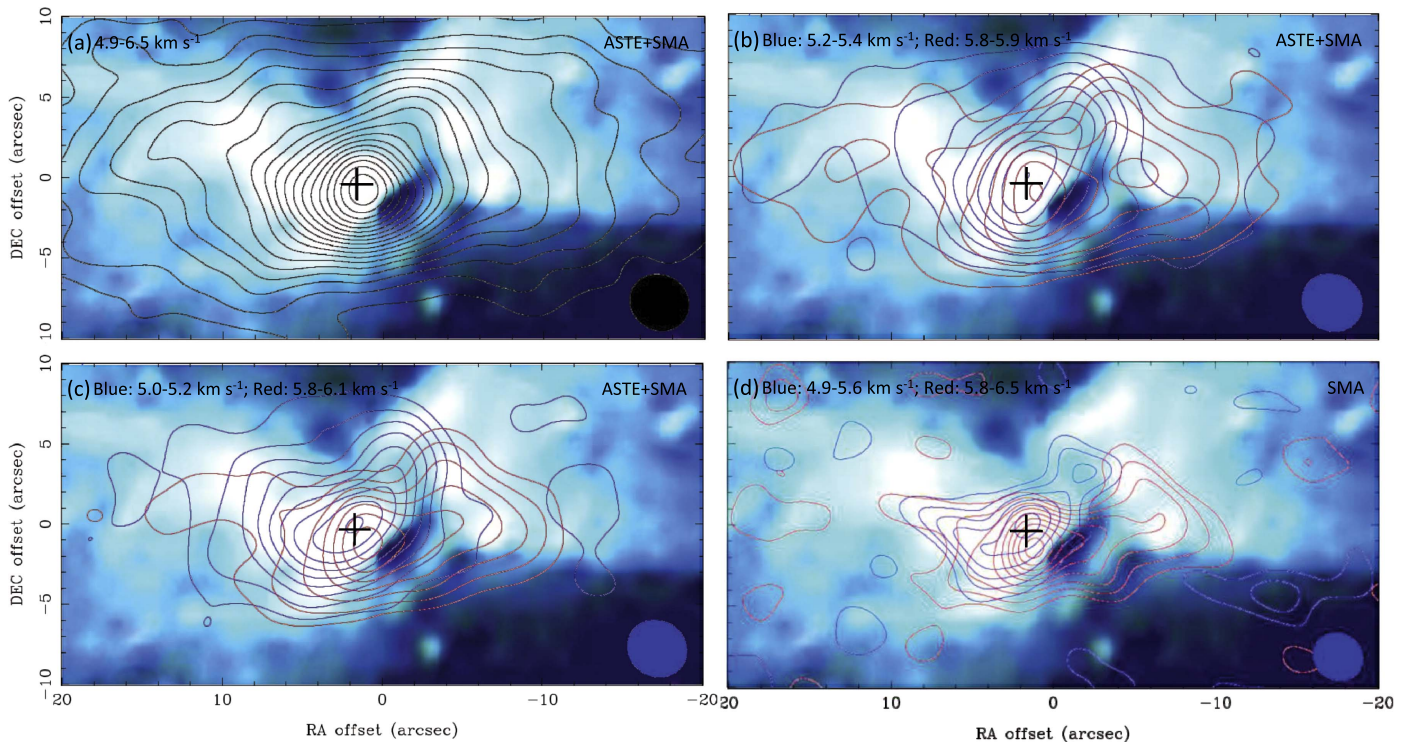 (a) 4.9-6.5 km s⁻¹ ASTE+SMA
(b) Blue: 5.2-5.4 km s⁻¹; Red: 5.8-5.9 km s⁻¹ ASTE+SMA
10
5
0
−5
−10
DEC offset (arcsec)
(c) Blue: 5.0-5.2 km s⁻¹; Red: 5.8-6.1 km s⁻¹ ASTE+SMA
(d) Blue: 4.9-5.6 km s⁻¹; Red: 5.8-6.5 km s⁻¹ SMA
10
5
0
−5
−10
DEC offset (arcsec)
20 10 0 −10 −20
20 10 0 −10 −20
RA offset (arcsec)
RA offset (arcsec)